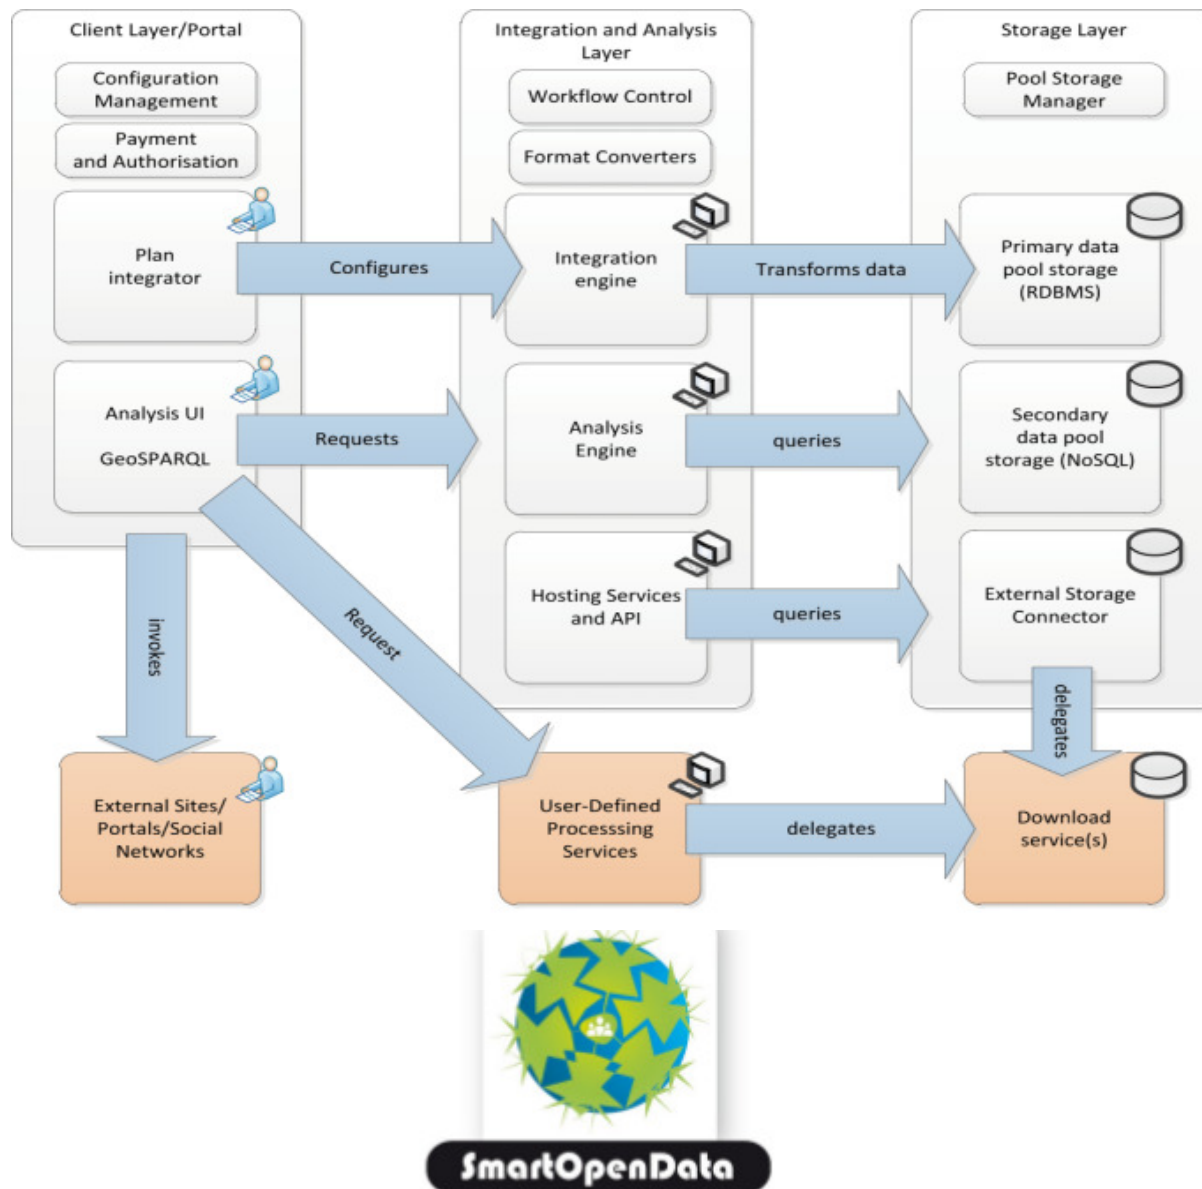 Client Layer/Portal
Configuration
Management
Payment
and Authorisation
Plan
integrator
Analysis UI
GeoSPARQL
Configures
Requests
invokes
Request
Integration and Analysis
Layer
Workflow Control
Format Converters
Integration
engine
Analysis
Engine
Hosting Services
and API
Transforms data
queries
queries
Storage Layer
Pool Storage
Manager
Primary data
pool storage
(RDBMS)
Secondary
data pool
storage (NoSQL)
External Storage
Connector
delegates
External Sites/
Portals/Social
Networks
User-Defined
Processsing
Services
delegates
Download
service(s)
SmartOpenData